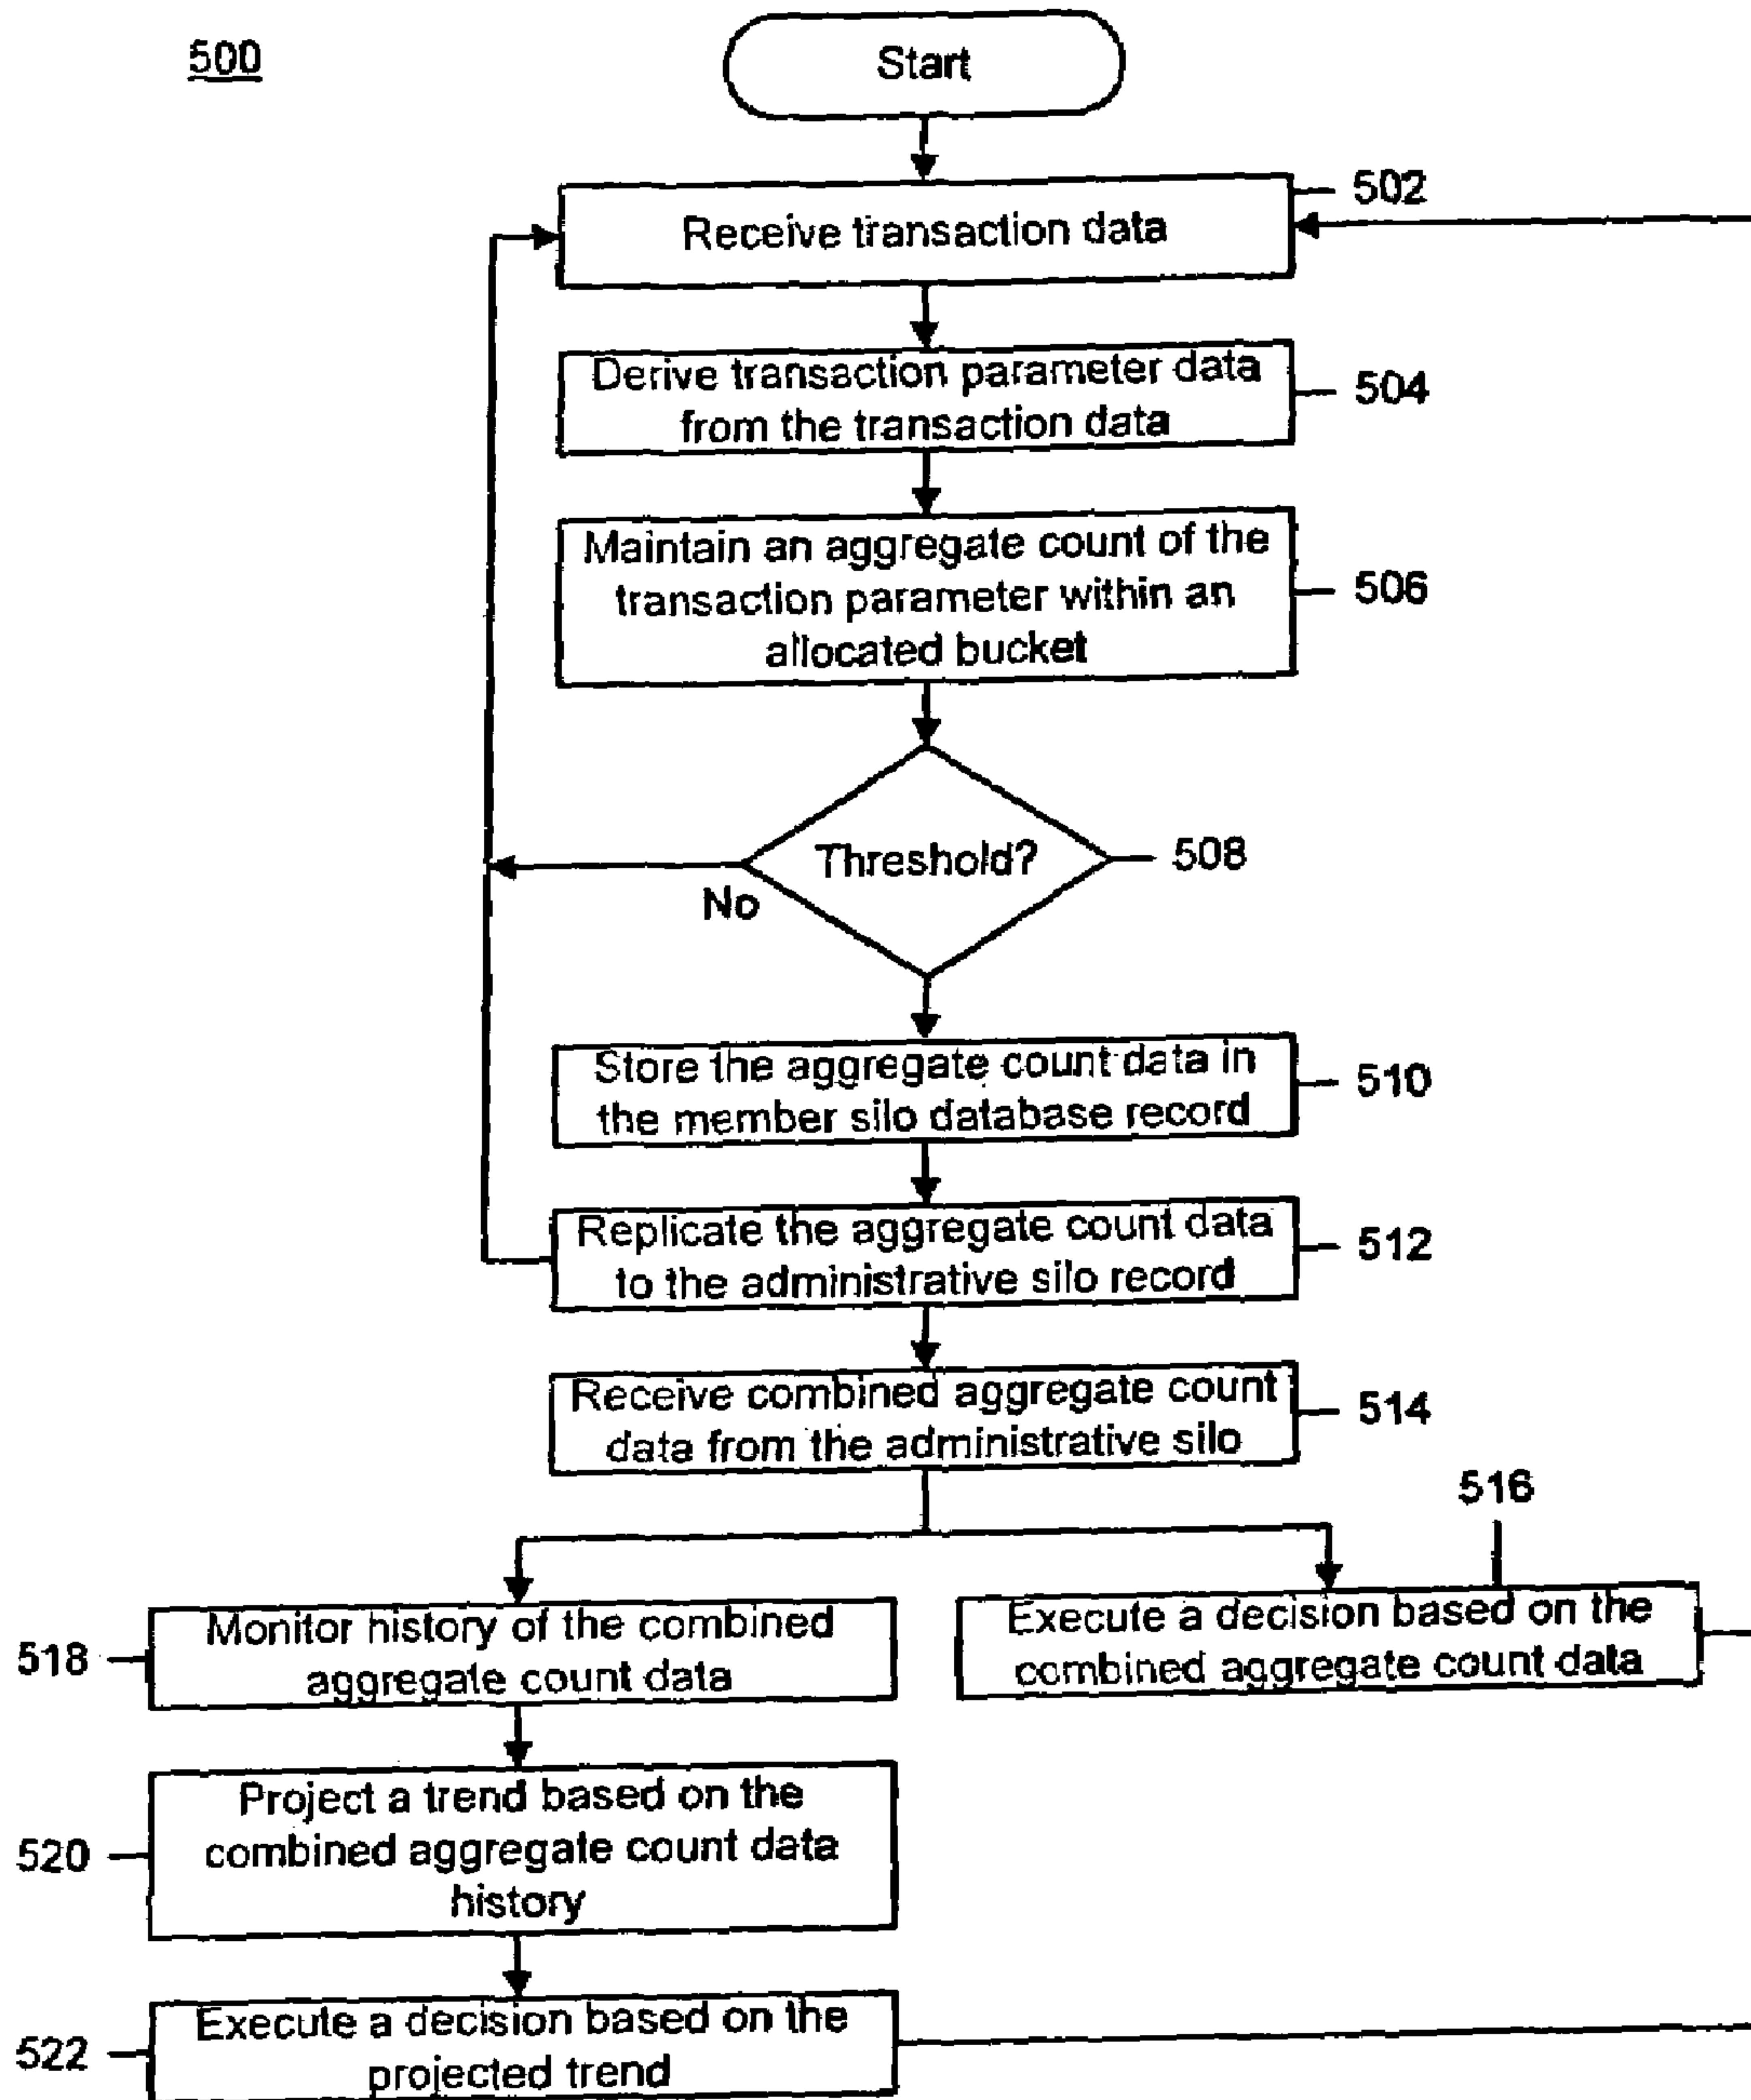 500
Start
502
Receive transaction data
Derive transaction parameter data
from the transaction data
504
Maintain an aggregate count of the
transaction parameter within an
allocated bucket
506
Threshold?
508
No
Store the aggregate count data in
the member silo database record
510
Replicate the aggregate count data
to the administrative silo record
512
Receive combined aggregate count
data from the administrative silo
514
516
Monitor history of the combined
aggregate count data
518
Execute a decision based on the
combined aggregate count data
Project a trend based on the
combined aggregate count data
history
520
Execute a decision based on the
projected trend
522